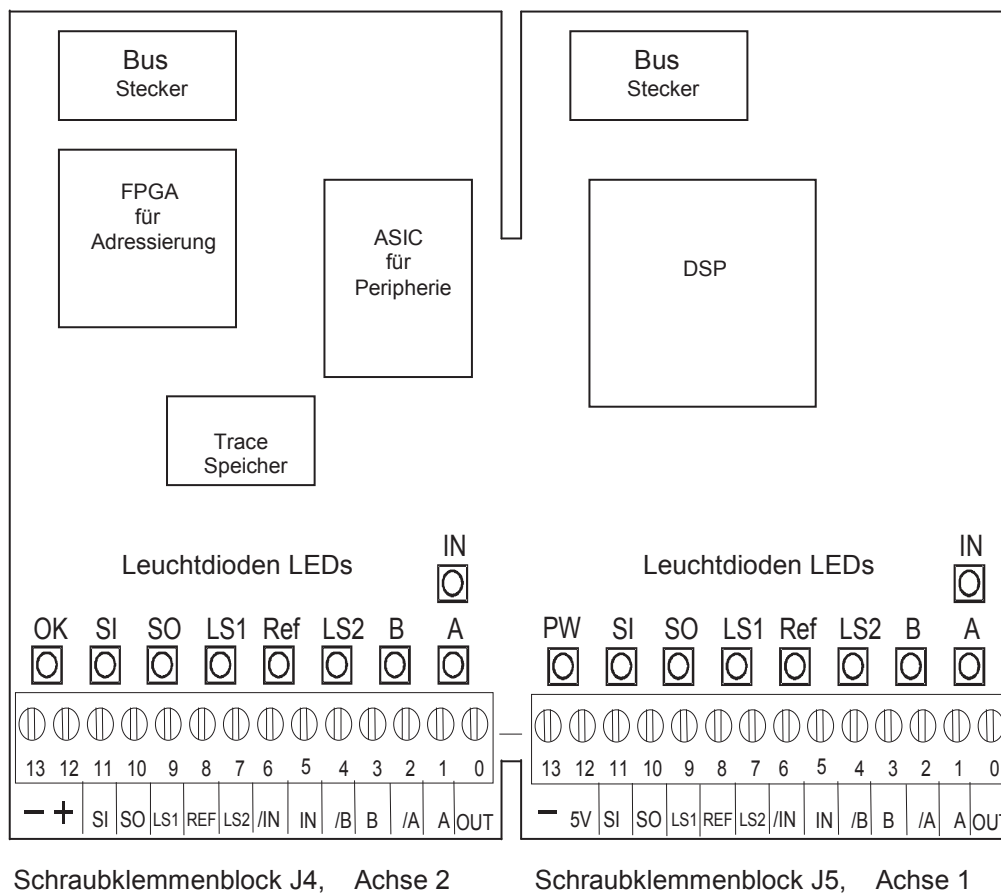 Bus
Stecker
Bus
Stecker
FPGA
für
Adressierung
ASIC
für
Peripherie
DSP
Trace
Speicher
Leuchtdioden LEDs
IN
Leuchtdioden LEDs
IN
OK SI SO LS1 Ref LS2 B A
PW SI SO LS1 Ref LS2 B A
13 12 11 10 9 8 7 6 5 4 3 2 1 0
13 12 11 10 9 8 7 6 5 4 3 2 1 0
− + SI SO LS1 REF LS2 /IN IN /B B /A A OUT
− 5V SI SO LS1 REF LS2 /IN IN /B B /A A OUT
Schraubklemmenblock J4, Achse 2
Schraubklemmenblock J5, Achse 1